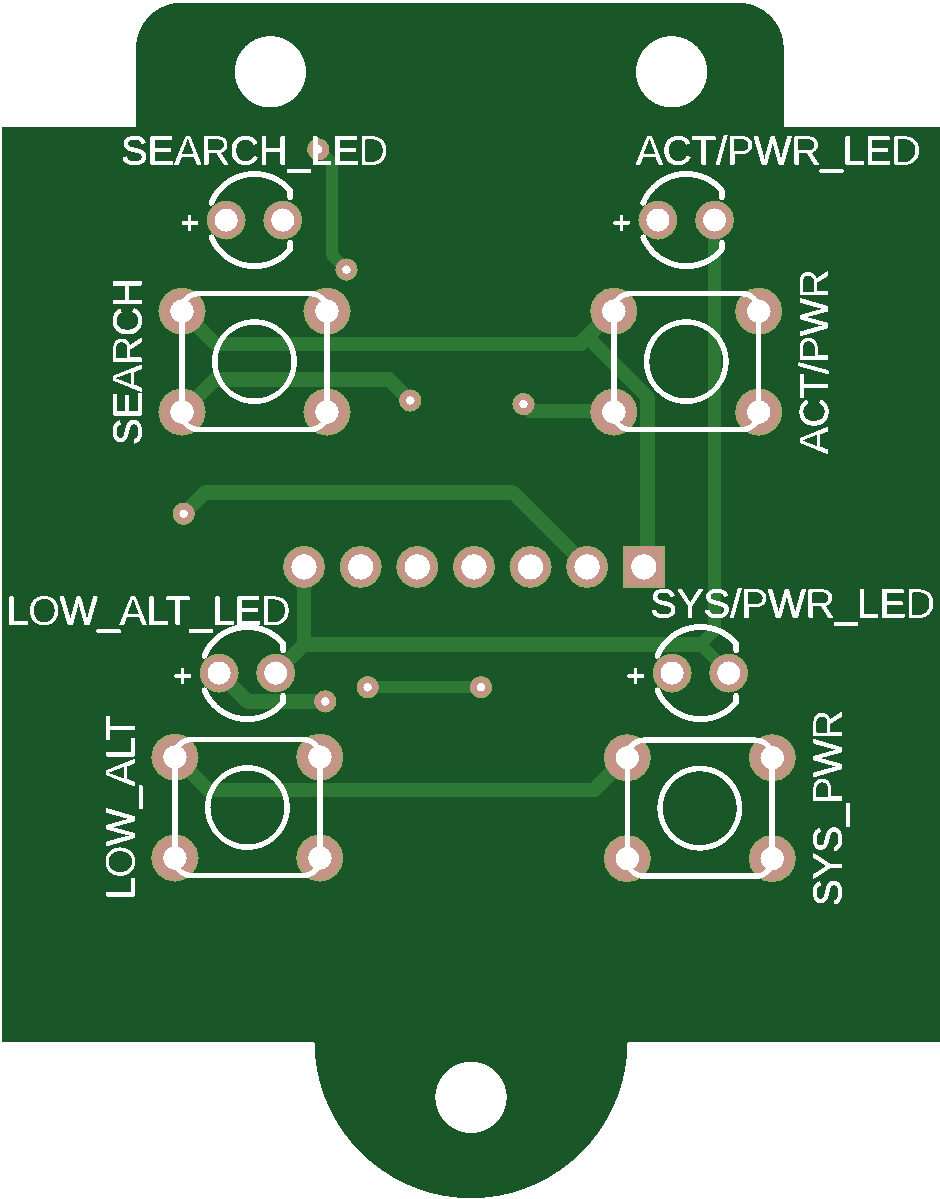 SEARCH_LED
ACT/PWR_LED
+
+
SEARCH
ACT/PWR
LOW_ALT_LED
SYS/PWR_LED
+
+
LOW_ALT
SYS_PWR